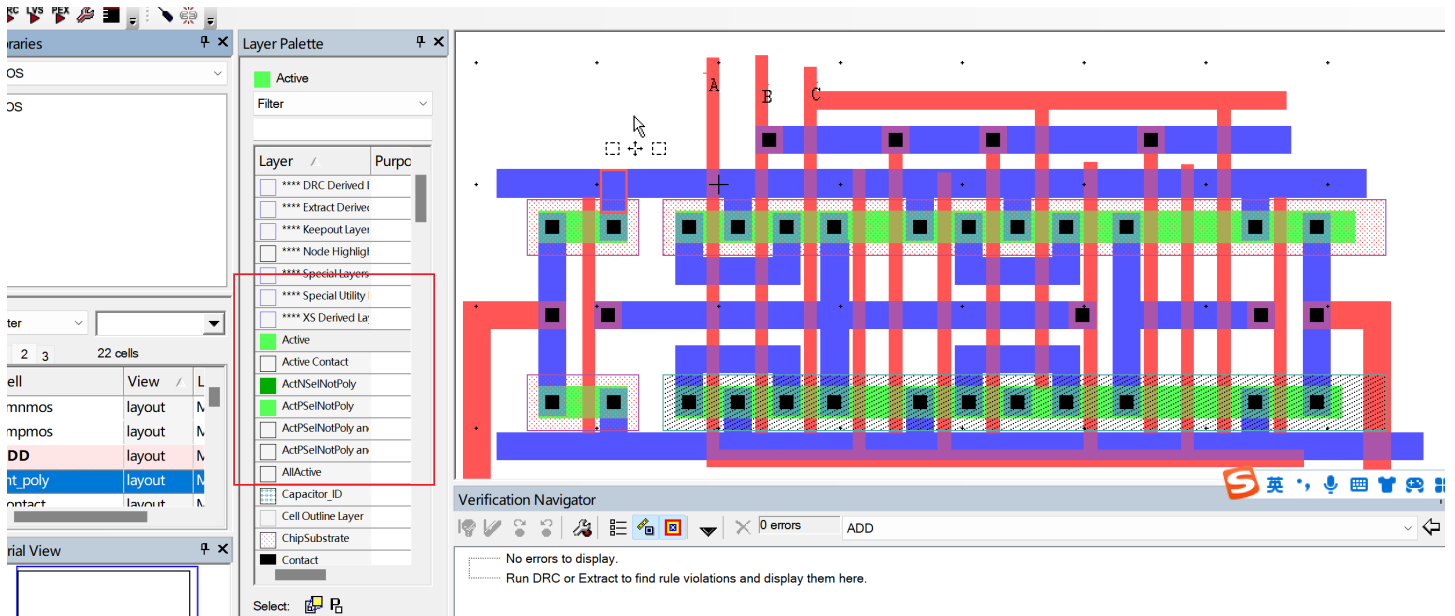 RC LVS PEX
braries
Layer Palette
OS
OS
Active
Filter
Layer Purpo
**** DRC Derived l
**** Extract Derived
**** Keepout Layer
**** Node Highligl
**** Special Layers
**** Special Utility
**** XS Derived La
Active
Active Contact
ActNSelNotPoly
ActPSelNotPoly
ActPSelNotPoly an
ActPSelNotPoly an
AllActive
Capacitor_ID
Cell Outline Layer
ChipSubstrate
Contact
Select:
ter
2 3 22 cells
ell View L
mnmos layout M
mpmos layout M
DD layout M
nt_poly layout M
ontact layout M
rial View
A B C
英
Verification Navigator
0 errors ADD
No errors to display.
Run DRC or Extract to find rule violations and display them here.